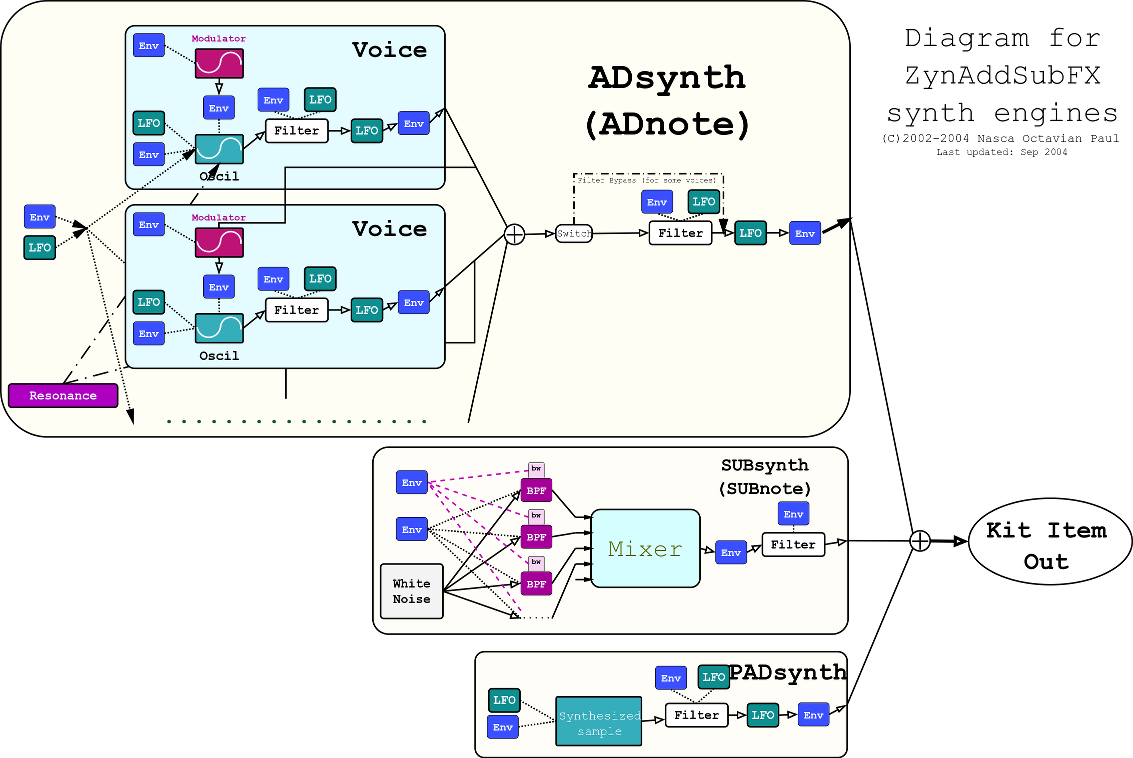 Diagram for
ZynAddSubFX
synth engines
(C)2002-2004 Nasca Octavian Paul
Last updated: Sep 2004
ADsynth
(ADnote)
Voice
Modulator
Env
Env
LFO
Env
Oscil
Env
LFO
Filter
LFO
Env
Env
LFO
Voice
Modulator
Env
Env
LFO
Env
Oscil
Env
LFO
Filter
LFO
Env
Resonance
Filter Bypass (for some voices)
Switch
Env
LFO
Filter
LFO
Env
SUBsynth
(SUBnote)
Env
Env
White
Noise
bw
BPF
bw
BPF
bw
BPF
Mixer
Env
Env
Filter
Kit Item
Out
PADsynth
LFO
Env
Synthesized
sample
Env
LFO
Filter
LFO
Env